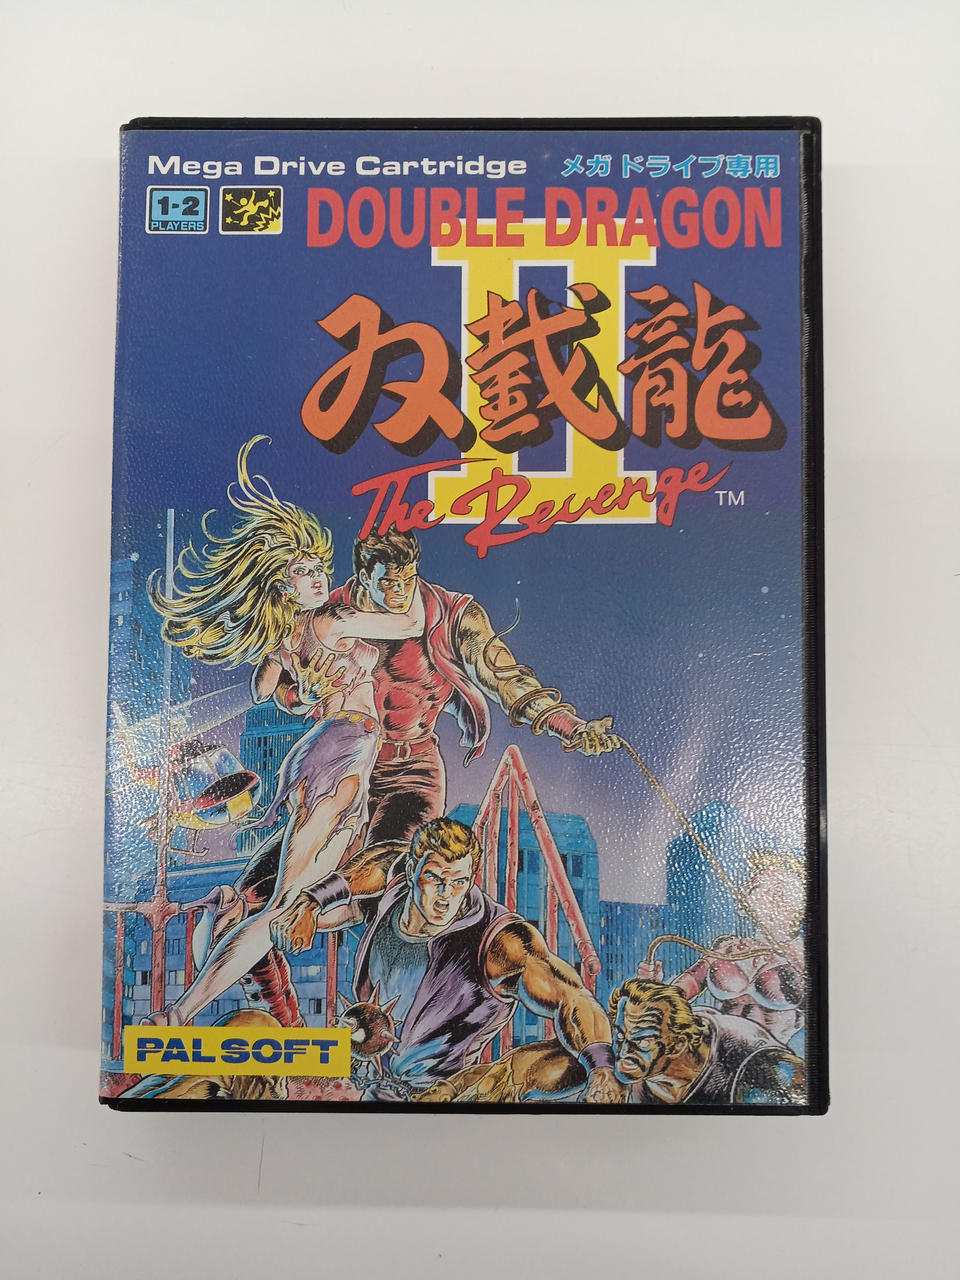 Mega Drive Cartridge メガドライブ専用
1-2
PLAYERS
DOUBLE DRAGON
II
双截龍
The Revenge TM
PALSOFT